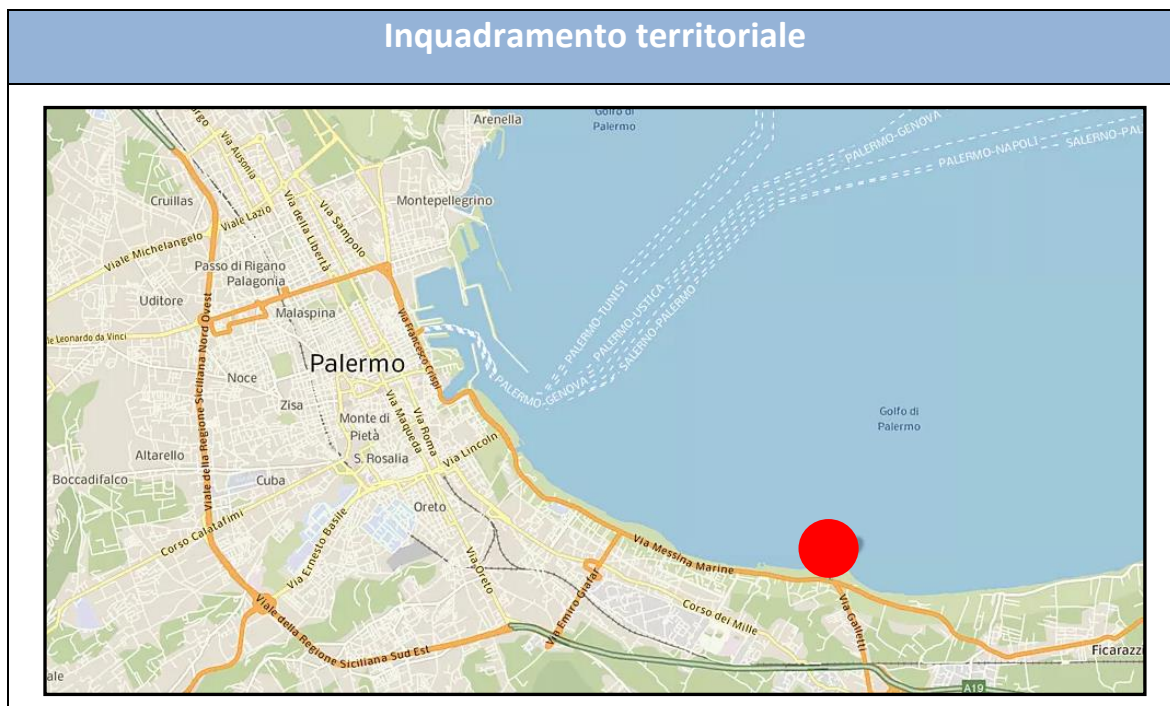 Inquadramento territoriale
Arenella
Golfo di
Palermo
PALERMO-GENOVA
PALERMO-NAPOLI
SALERNO-PAL
Via Ausonia
Cruillas
Viale Lazio
Via della Libertà
Via Sampolo
Montepellegrino
Viale Michelangelo
Passo di Rigano
Palagonia
Uditore
Malaspina
le Leonardo da Vinci
Viale della Regione Siciliana Nord Ovest
Via Francesco Crispi
PALERMO-TUNISI
PALERMO-USTICA
SALERNO-PALERMO
PALERMO-GENOVA
Palermo
Noce
Zisa
Monte di
Pietà
Via Maqueda
Via Roma
Via Lincoln
Golfo di
Palermo
Altarello
S. Rosalia
Boccadifalco
Cuba
Oreto
Corso Calatafimi
Via Ernesto Basile
Via Oreto
Via Messina Marine
Via Emiro Giafar
Corso dei Mille
Via Galletti
Viale della Regione Siciliana Sud Est
Ficarazzi
ale
A19